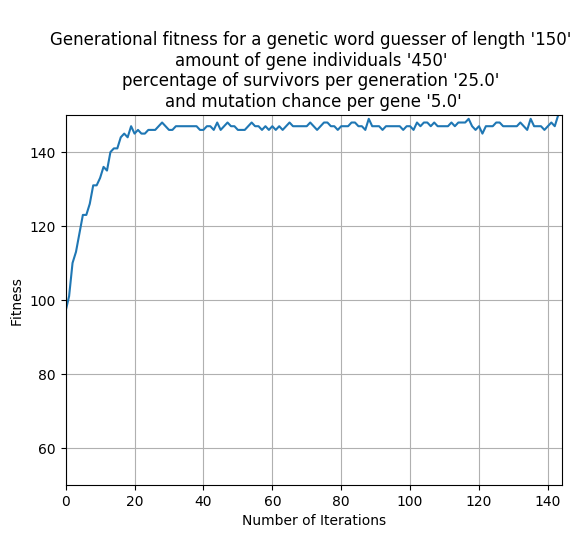 Generational fitness for a genetic word guesser of length '150'
amount of gene individuals '450'
percentage of survivors per generation '25.0'
and mutation chance per gene '5.0'
140
120
100
80
60
Fitness
0 20 40 60 80 100 120 140
Number of Iterations